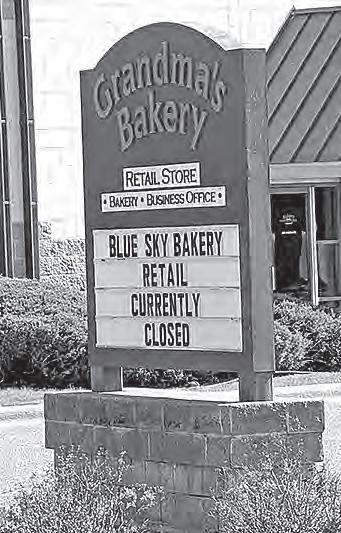 Grandma's
Bakery
RETAIL STORE
• BAKERY • BUSINESS OFFICE •
BLUE SKY BAKERY
RETAIL
CURRENTLY
CLOSED